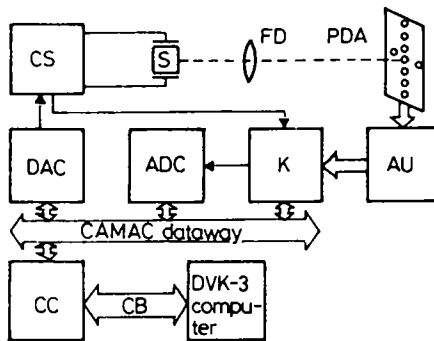 CS
S
FD
PDA
DAC
ADC
K
AU
CAMAC dataway
CC
CB
DVK-3
compu-
ter